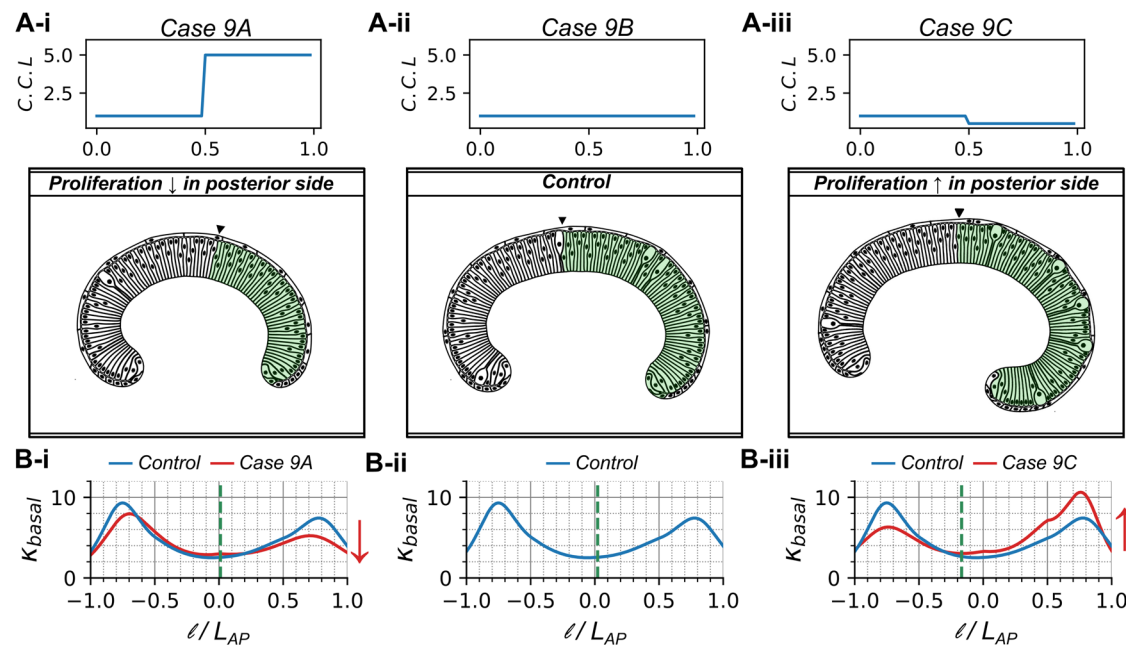 A-i
Case 9A
A-ii
Case 9B
A-iii
Case 9C
C.C.L
5.0
2.5
0.0 0.5 1.0
C.C.L
5.0
2.5
0.0 0.5 1.0
C.C.L
5.0
2.5
0.0 0.5 1.0
Proliferation ↓ in posterior side
Control
Proliferation ↑ in posterior side
B-i
Control Case 9A
B-ii
Control
B-iii
Control Case 9C
κbasal
10
0
−1.0 −0.5 0.0 0.5 1.0
ℓ / LAP
κbasal
10
0
−1.0 −0.5 0.0 0.5 1.0
ℓ / LAP
κbasal
10
0
−1.0 −0.5 0.0 0.5 1.0
ℓ / LAP